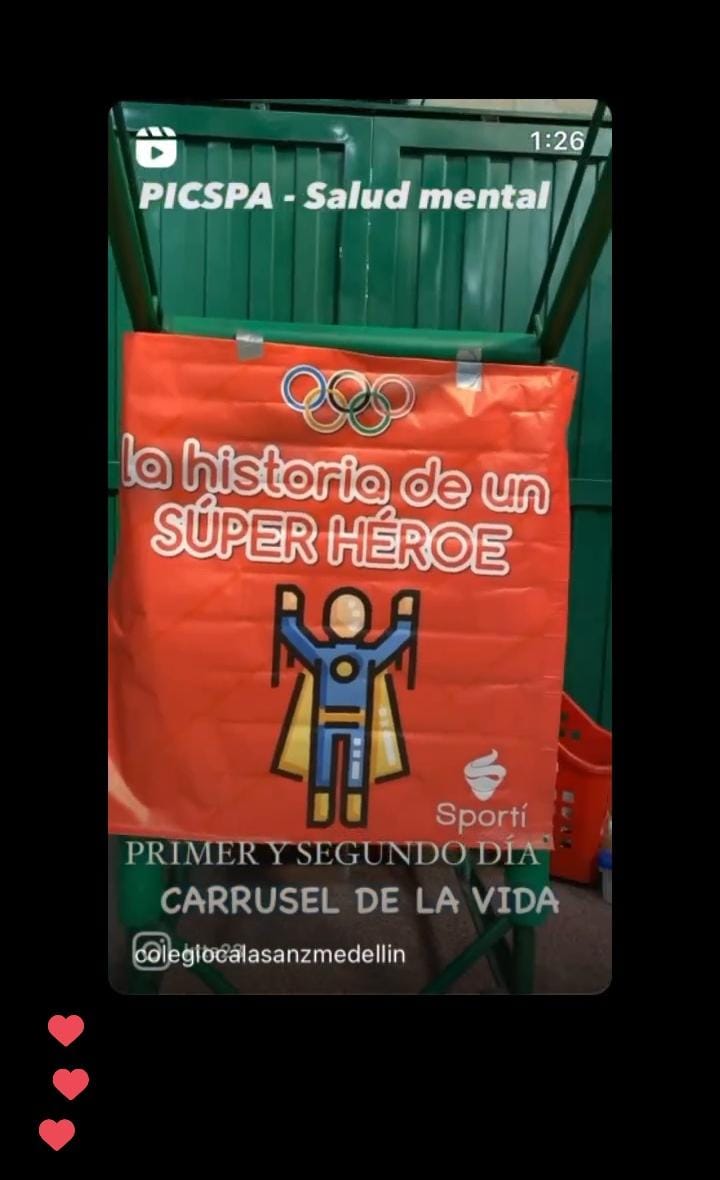 1:26
PICSPA - Salud mental
la historia de un
SÚPER HÉROE
Sportí
PRIMER Y SEGUNDO DÍA
CARRUSEL DE LA VIDA
colegiocalasanzmedellin